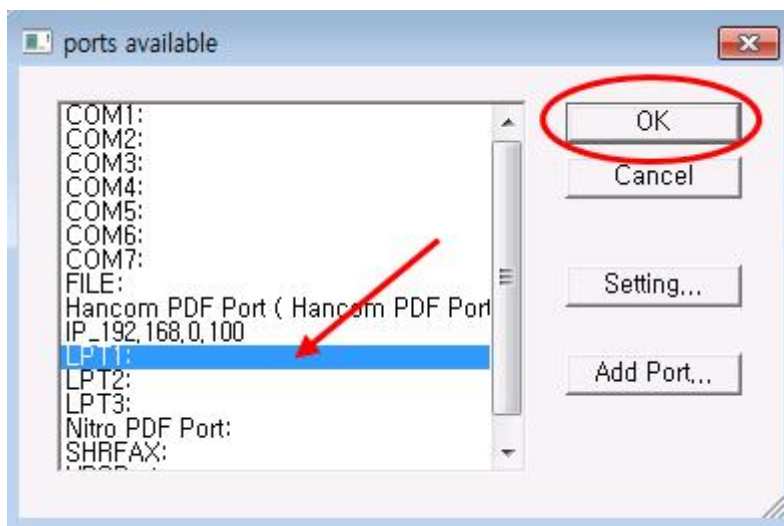 ports available
COM1:
COM2:
COM3:
COM4:
COM5:
COM6:
COM7:
FILE:
Hancom PDF Port ( Hancom PDF Port
IP_192,168,0,100
LPT1:
LPT2:
LPT3:
Nitro PDF Port:
SHRFAX:
OK
Cancel
Setting,,,
Add Port,,,